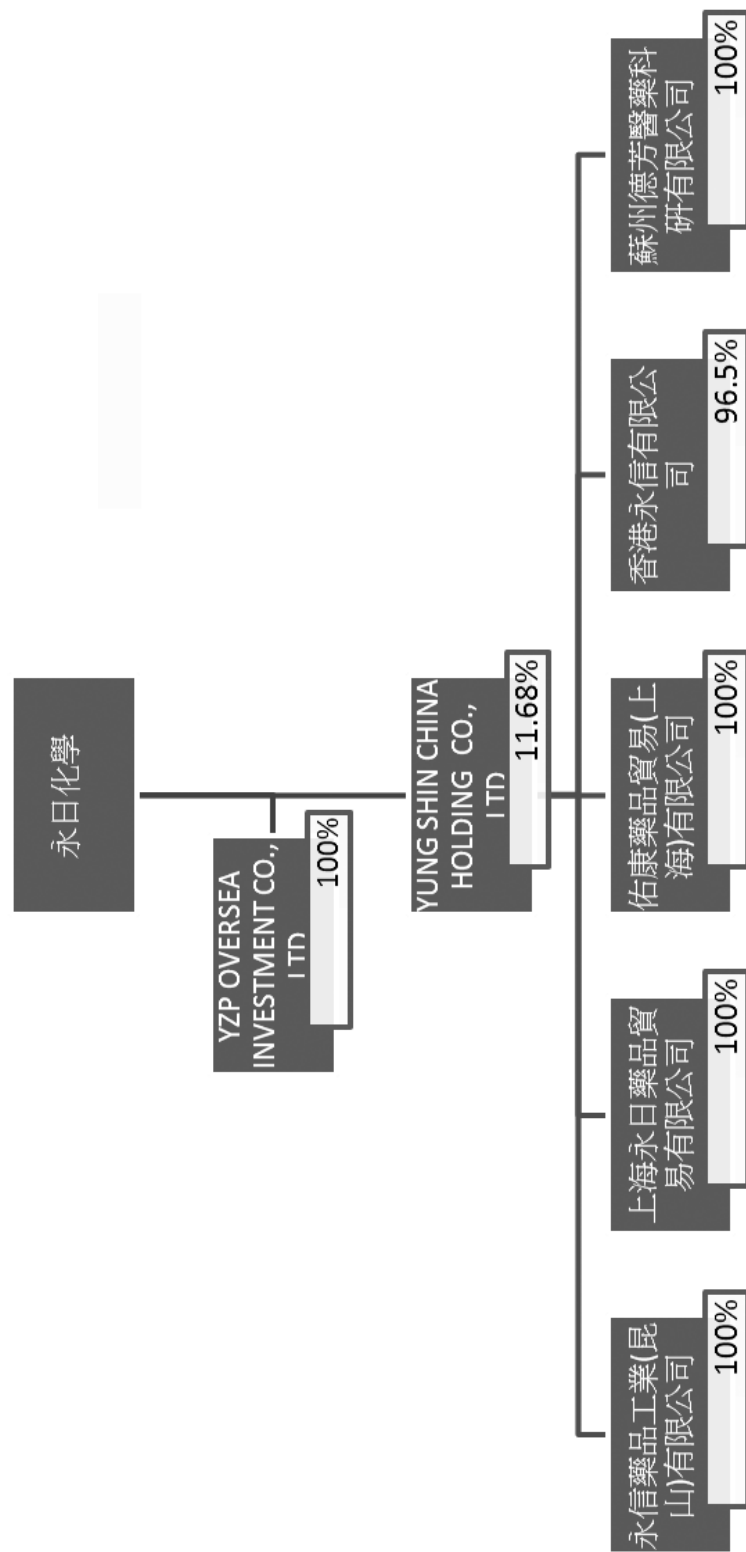 永日化學
YZP OVERSEA
INVESTMENT CO.,
LTD
100%
YUNG SHIN CHINA
HOLDING CO.,
LTD
11.68%
永信藥品工業(昆
山)有限公司
100%
上海永日藥品貿
易有限公司
100%
佑康藥品貿易(上
海)有限公司
100%
香港永信有限公
司
96.5%
蘇州德芳醫藥科
研有限公司
100%